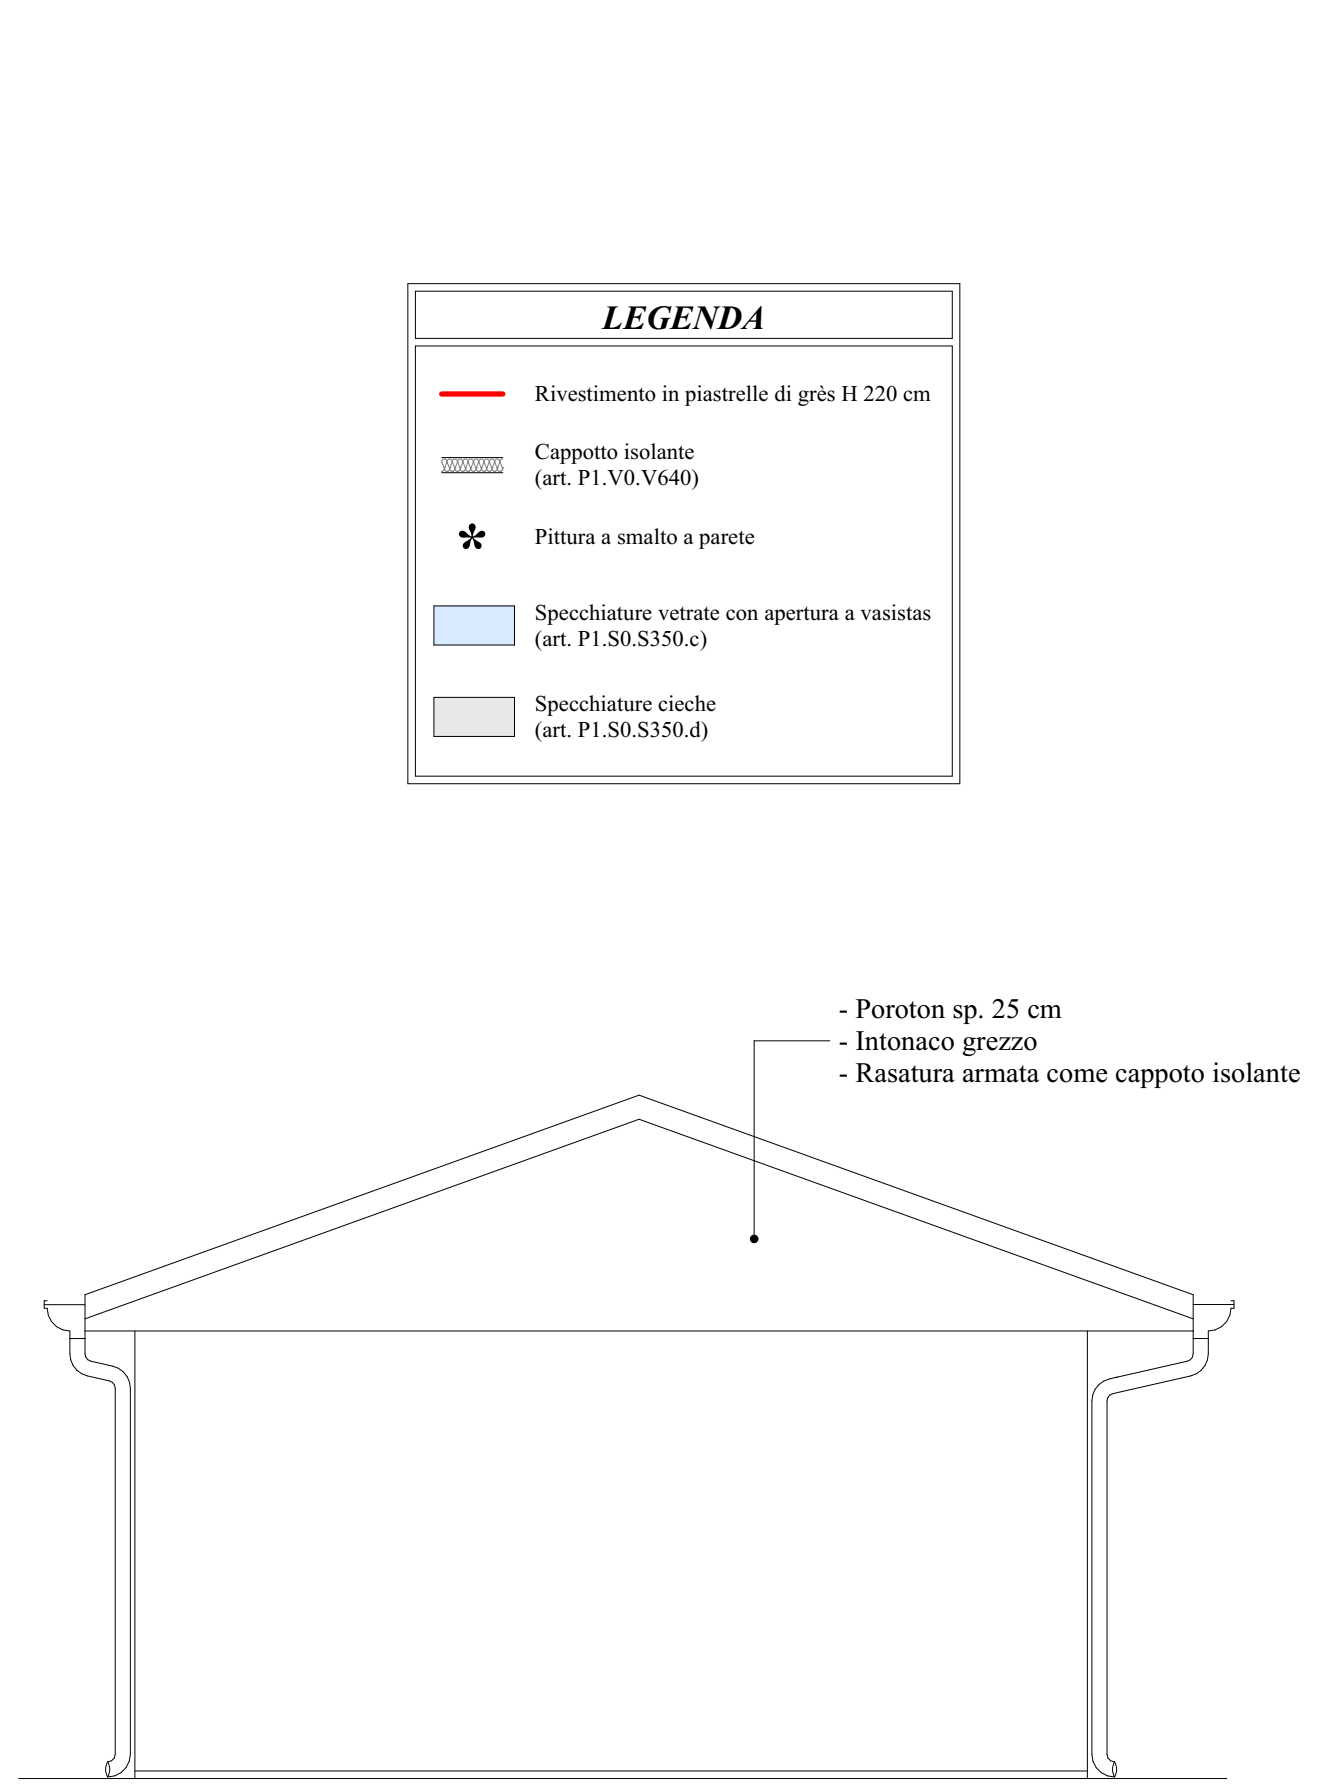 LEGENDA
Rivestimento in piastrelle di grès H 220 cm
Cappotto isolante
(art. P1.V0.V640)
*
Pittura a smalto a parete
Specchiature vetrate con apertura a vasistas
(art. P1.S0.S350.c)
Specchiature cieche
(art. P1.S0.S350.d)
- Poroton sp. 25 cm
- Intonaco grezzo
- Rasatura armata come cappoto isolante